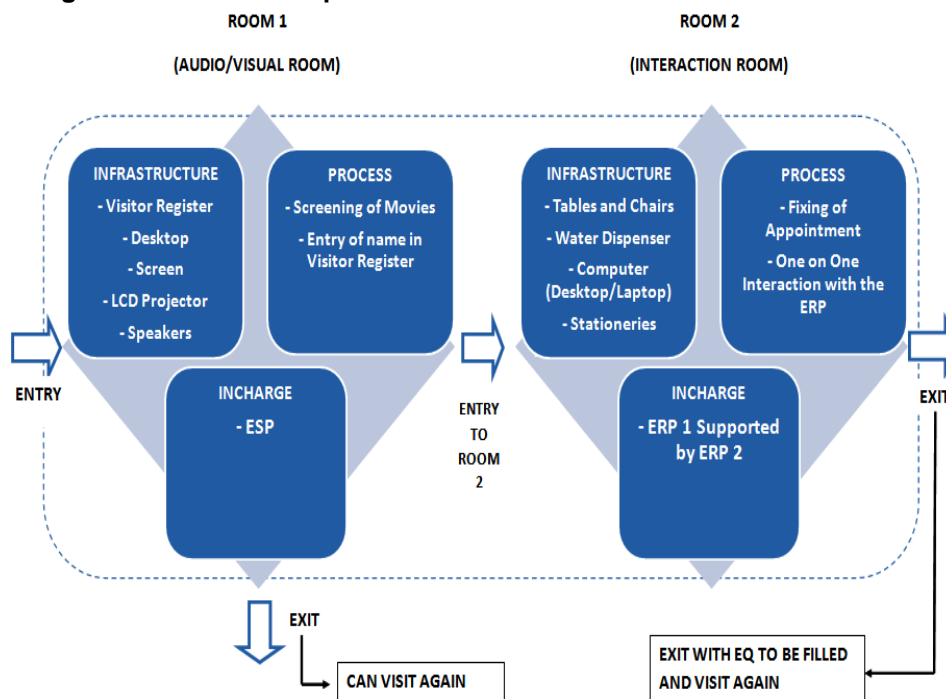 ROOM 1
(AUDIO/VISUAL ROOM)
ROOM 2
(INTERACTION ROOM)
INFRASTRUCTURE
- Visitor Register
- Desktop
- Screen
- LCD Projector
- Speakers
PROCESS
- Screening of Movies
- Entry of name in
Visitor Register
INCHARGE
- ESP
ENTRY
ENTRY
TO
ROOM
2
INFRASTRUCTURE
- Tables and Chairs
- Water Dispenser
- Computer
(Desktop/Laptop)
- Stationeries
PROCESS
- Fixing of
Appointment
- One on One
Interaction with the
ERP
INCHARGE
- ERP 1 Supported
by ERP 2
EXIT
EXIT
CAN VISIT AGAIN
EXIT WITH EQ TO BE FILLED
AND VISIT AGAIN